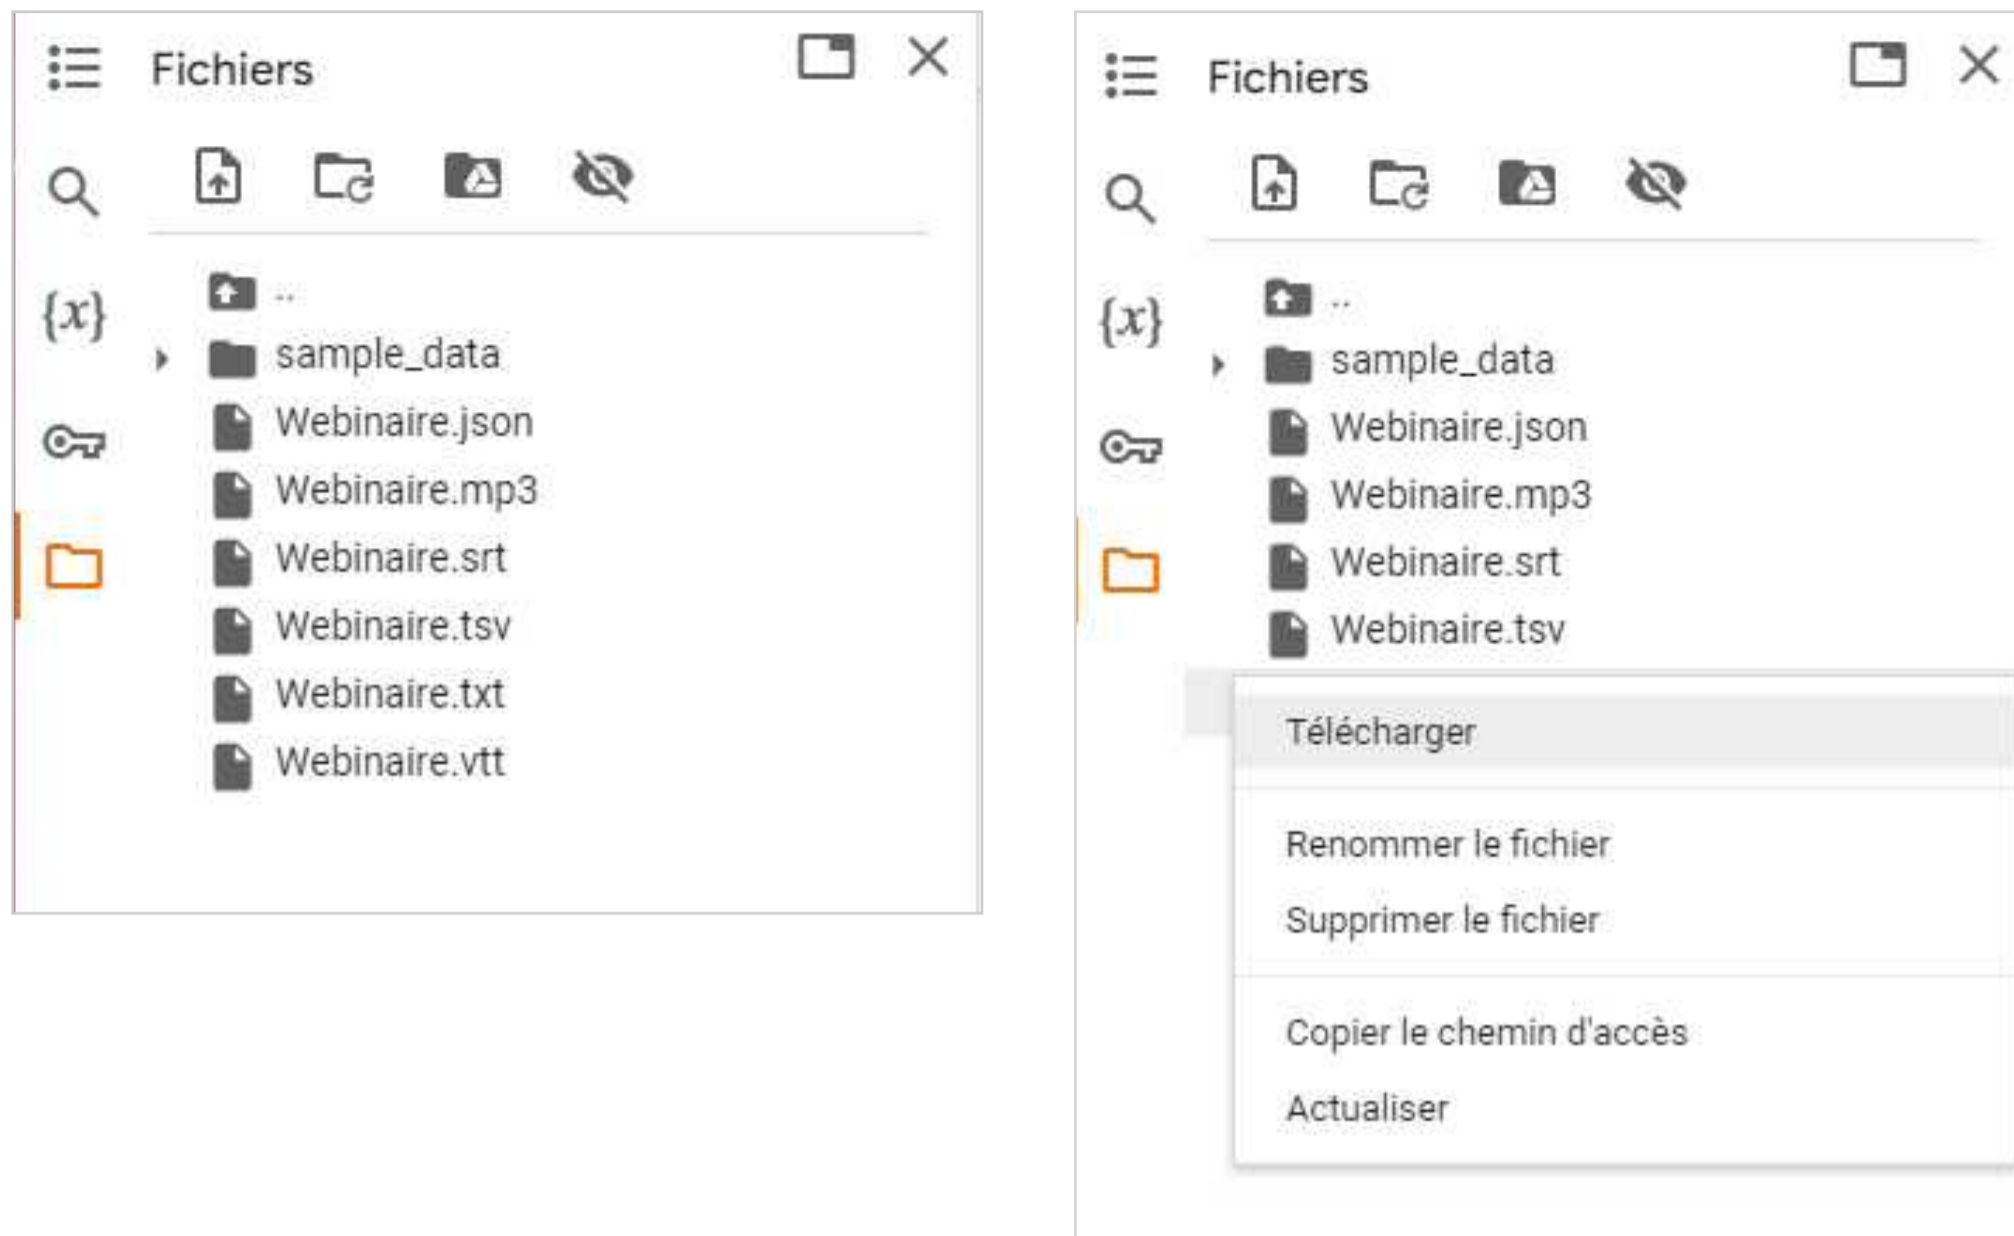 Fichiers
{x}
..
sample_data
Webinaire.json
Webinaire.mp3
Webinaire.srt
Webinaire.tsv
Webinaire.txt
Webinaire.vtt
Fichiers
{x}
..
sample_data
Webinaire.json
Webinaire.mp3
Webinaire.srt
Webinaire.tsv
Télécharger
Renommer le fichier
Supprimer le fichier
Copier le chemin d'accès
Actualiser